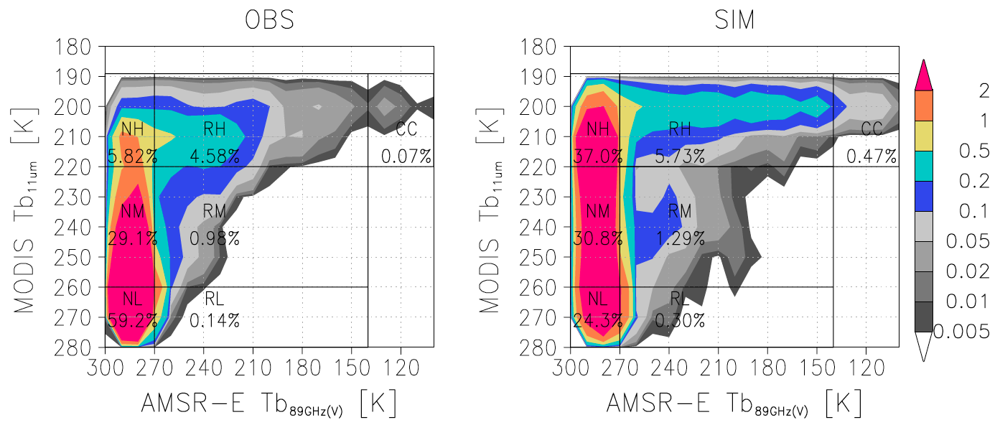 OBS
180
190
200
210
220
230
240
250
260
270
280
MODIS Tb11um [K]
NH
5.82%
RH
4.58%
CC
0.07%
NM
29.1%
RM
0.98%
NL
59.2%
RL
0.14%
300 270 240 210 180 150 120
AMSR-E Tb89GHz(V) [K]
SIM
180
190
200
210
220
230
240
250
260
270
280
MODIS Tb11um [K]
NH
37.0%
RH
5.73%
CC
0.47%
NM
30.8%
RM
1.29%
NL
24.3%
RL
0.30%
300 270 240 210 180 150 120
AMSR-E Tb89GHz(V) [K]
2
1
0.5
0.2
0.1
0.05
0.02
0.01
0.005